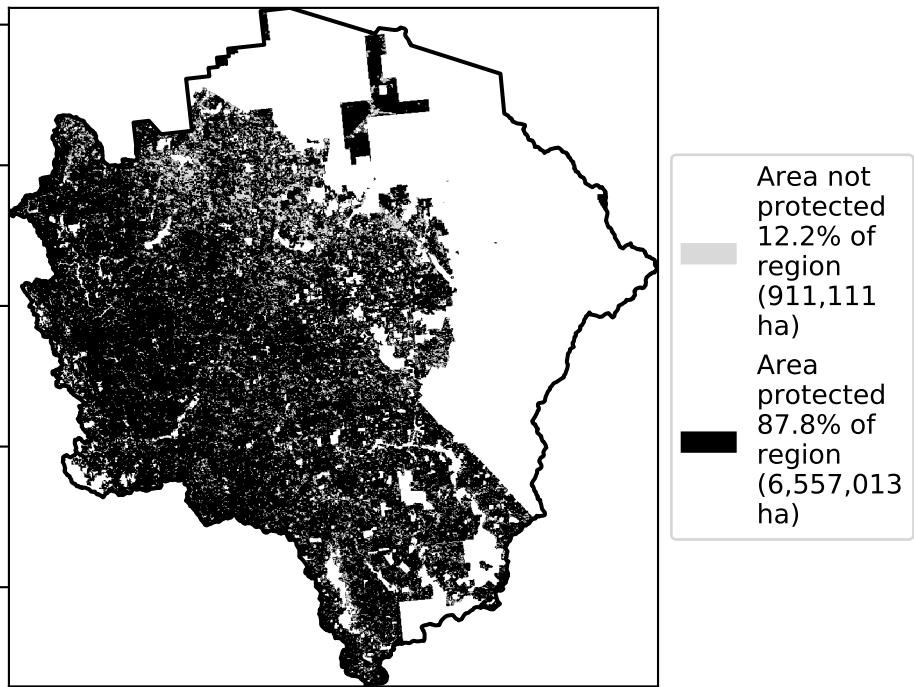 Area not
protected
12.2% of
region
(911,111
ha)
Area
protected
87.8% of
region
(6,557,013
ha)